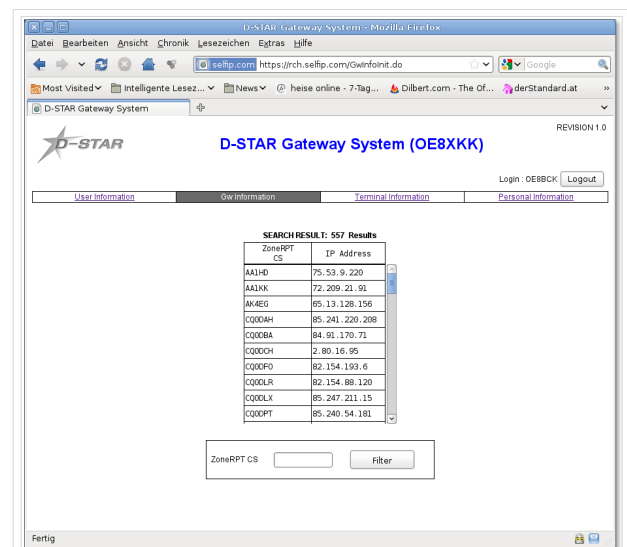 D-STAR Gateway System - Mozilla Firefox
Datei Bearbeiten Ansicht Chronik Lesezeichen Extras Hilfe
selfip.com https://rch.selfip.com/GwInfoInit.do Google
Most Visited Intelligente Lesez... News heise online - 7-Tag... Dilbert.com - The Of... derStandard.at »
D-STAR Gateway System
REVISION 1.0
D-STAR
D-STAR Gateway System (OE8XKK)
Login : OE8BCK Logout
User Information Gw Information Terminal Information Personal Information
SEARCH RESULT: 557 Results
ZoneRPT CS IP Address
AA1HD 75.53.9.220
AA1KK 72.209.21.91
AK4EG 65.13.128.156
CQ0DAH 85.241.220.208
CQ0DBA 84.91.170.71
CQ0DCH 2.80.16.95
CQ0DFO 82.154.193.6
CQ0DLR 82.154.88.120
CQ0DLX 85.247.211.15
CQ0DPT 85.240.54.181
ZoneRPT CS Filter
Fertig